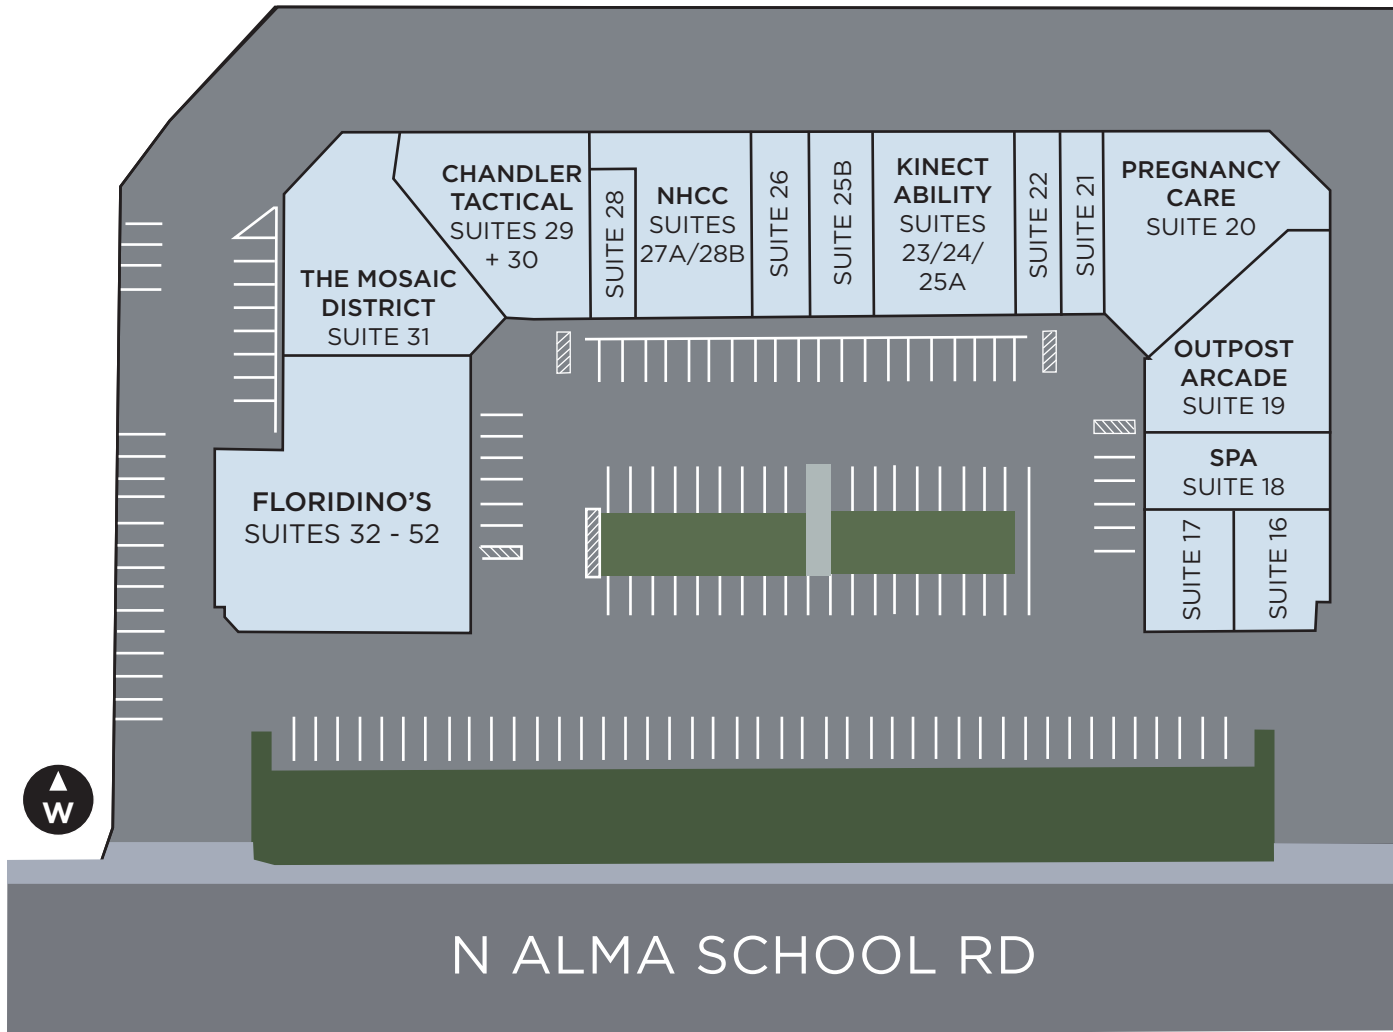 CHANDLER
TACTICAL
SUITES 29
+ 30
SUITE 28
NHCC
SUITES
27A/28B
SUITE 26
SUITE 25B
KINECT
ABILITY
SUITES
23/24/
25A
SUITE 22
SUITE 21
PREGNANCY
CARE
SUITE 20
THE MOSAIC
DISTRICT
SUITE 31
OUTPOST
ARCADE
SUITE 19
SPA
SUITE 18
FLORIDINO'S
SUITES 32 - 52
SUITE 17
SUITE 16
W
N ALMA SCHOOL RD